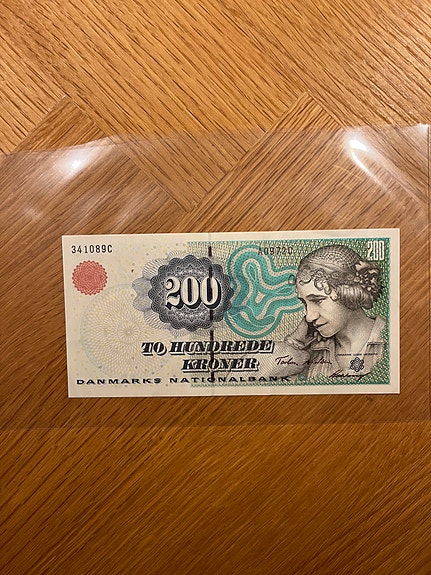 341089C
200
200
TO HUNDREDE
KRONER
DANMARKS NATIONALBANK